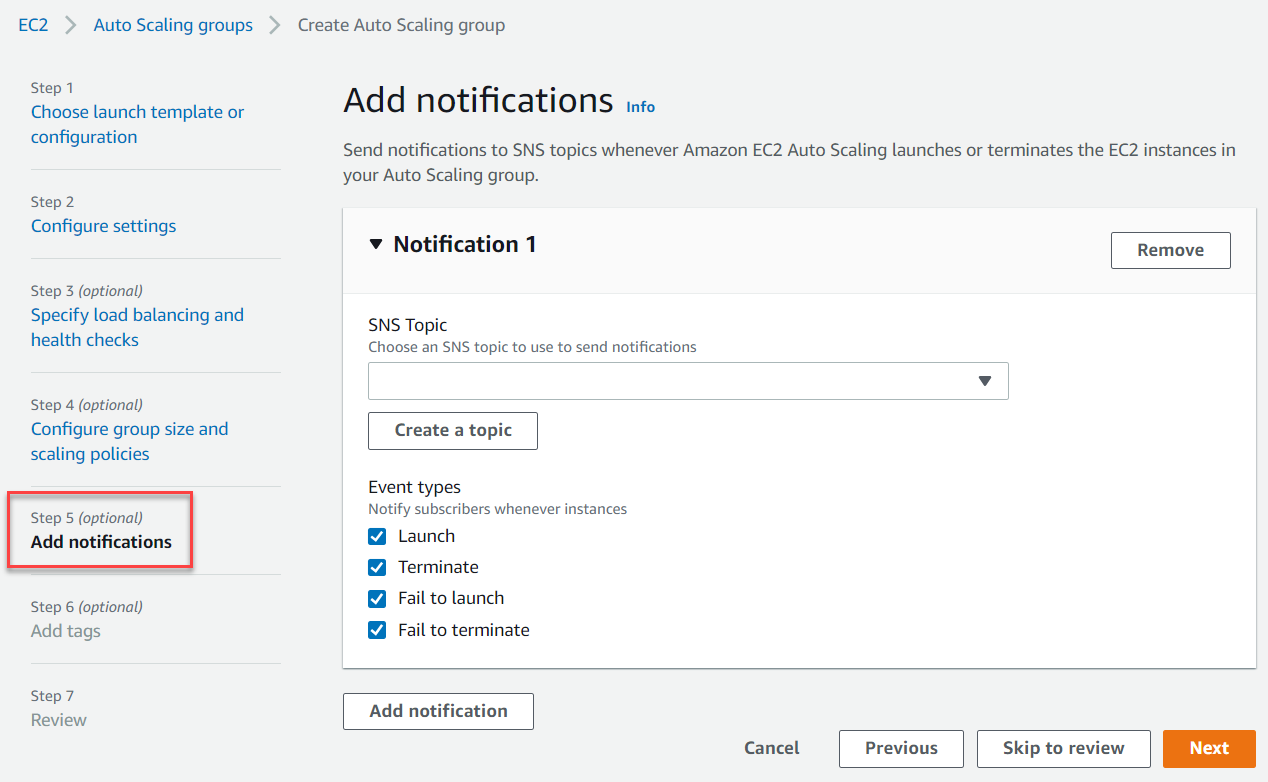 EC2 > Auto Scaling groups > Create Auto Scaling group
Step 1
Choose launch template or
configuration
Step 2
Configure settings
Step 3 (optional)
Specify load balancing and
health checks
Step 4 (optional)
Configure group size and
scaling policies
Step 5 (optional)
Add notifications
Step 6 (optional)
Add tags
Step 7
Review
Add notifications Info
Send notifications to SNS topics whenever Amazon EC2 Auto Scaling launches or terminates the EC2 instances in
your Auto Scaling group.
Notification 1
Remove
SNS Topic
Choose an SNS topic to use to send notifications
Create a topic
Event types
Notify subscribers whenever instances
Launch
Terminate
Fail to launch
Fail to terminate
Add notification
Cancel Previous Skip to review Next